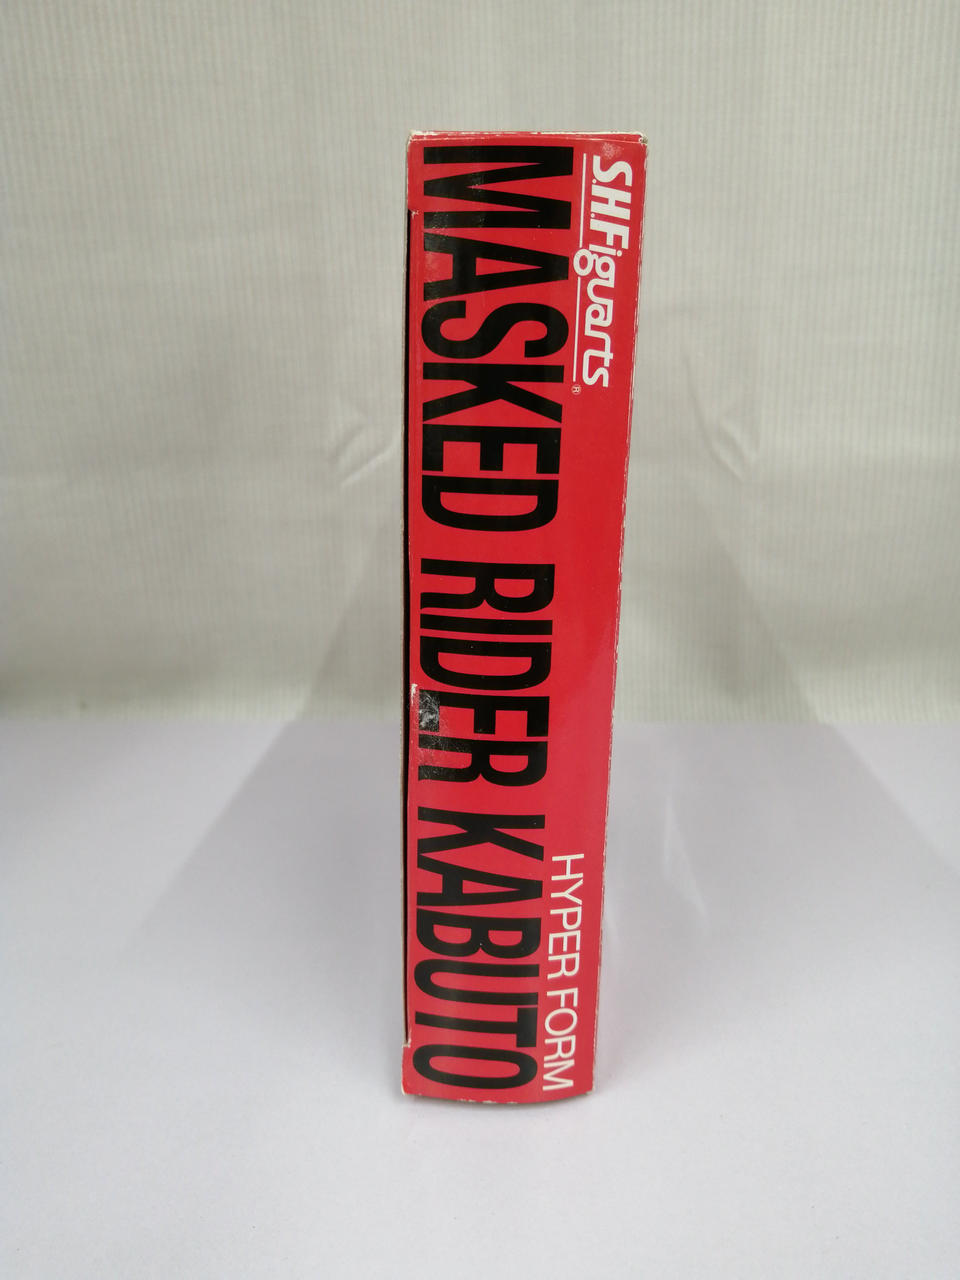 S.H.Figuarts®
MASKED RIDER KABUTO
HYPER FORM